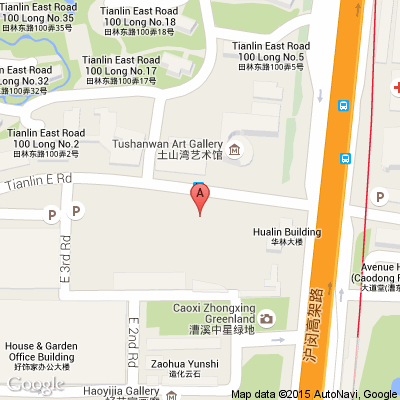 Tianlin East Road
100 Long No.35
田林东路100弄35号
Tianlin East Road
100 Long No.18
田林东路100弄18号
Tianlin East Road
100 Long No.5
田林东路100弄5号
Tianlin East Road
100 Long No.17
田林东路100弄17号
nlin East Road
Long No.32
东路100弄32号
Tianlin East Road
100 Long No.2
田林东路100弄2号
Tushanwan Art Gallery
土山湾艺术馆
Tianlin E Rd
A
P
P
P
Hualin Building
华林大楼
E 3rd Rd
Avenue H
(Caodong R
大道堂(漕东
沪闵高架路
Caoxi Zhongxing
Greenland
漕溪中星绿地
E 2nd Rd
House & Garden
Office Building
好饰家办公大楼
Zaohua Yunshi
造化云石
Haoyijia Gallery
Map data ©2015 AutoNavi, Google